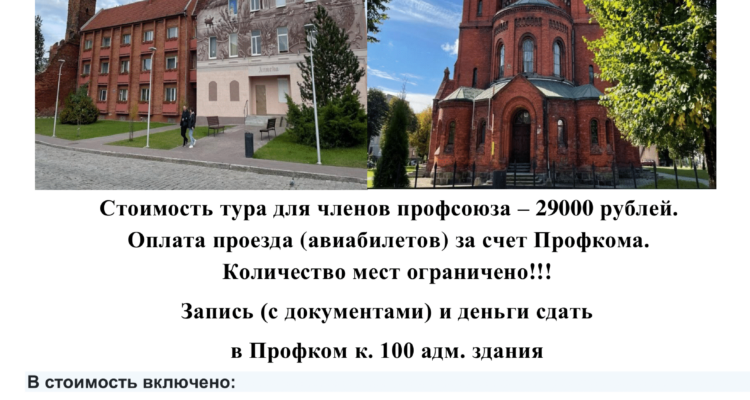 Стоимость тура для членов профсоюза – 29000 рублей.
Оплата проезда (авиабилетов) за счет Профкома.
Количество мест ограничено!!!
Запись (с документами) и деньги сдать
в Профком к. 100 адм. здания
В стоимость включено: